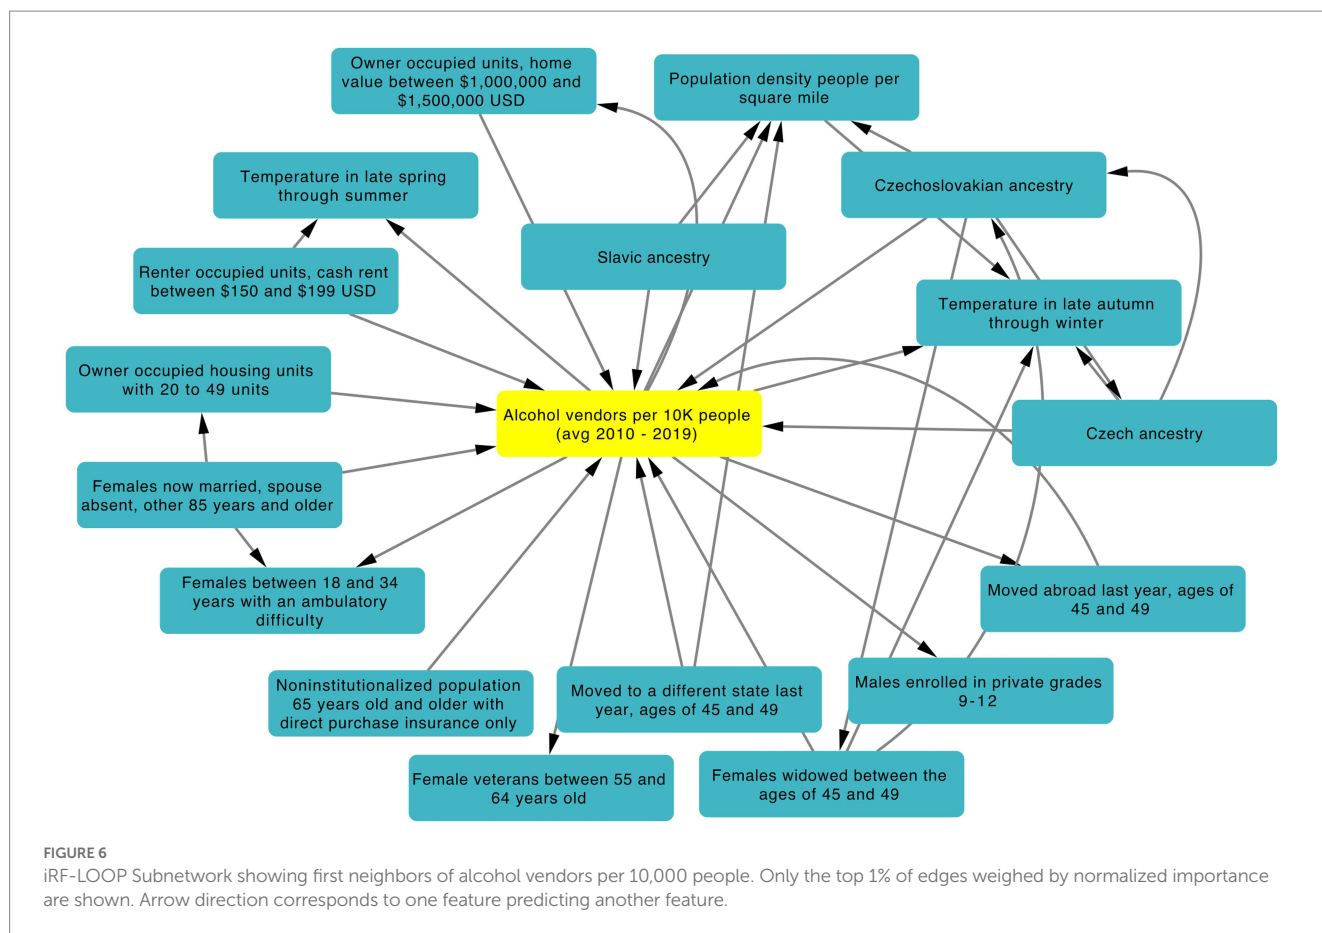 Owner occupied units, home
value between $1,000,000 and
$1,500,000 USD
Population density people per
square mile
Temperature in late spring
through summer
Czechoslovakian ancestry
Slavic ancestry
Renter occupied units, cash rent
between $150 and $199 USD
Temperature in late autumn
through winter
Owner occupied housing units
with 20 to 49 units
Alcohol vendors per 10K people
(avg 2010 - 2019)
Czech ancestry
Females now married, spouse
absent, other 85 years and older
Females between 18 and 34
years with an ambulatory
difficulty
Moved abroad last year, ages of
45 and 49
Noninstitutionalized population
65 years old and older with
direct purchase insurance only
Moved to a different state last
year, ages of 45 and 49
Males enrolled in private grades
9-12
Female veterans between 55 and
64 years old
Females widowed between the
ages of 45 and 49
FIGURE 6
iRF-LOOP Subnetwork showing first neighbors of alcohol vendors per 10,000 people. Only the top 1% of edges weighed by normalized importance
are shown. Arrow direction corresponds to one feature predicting another feature.